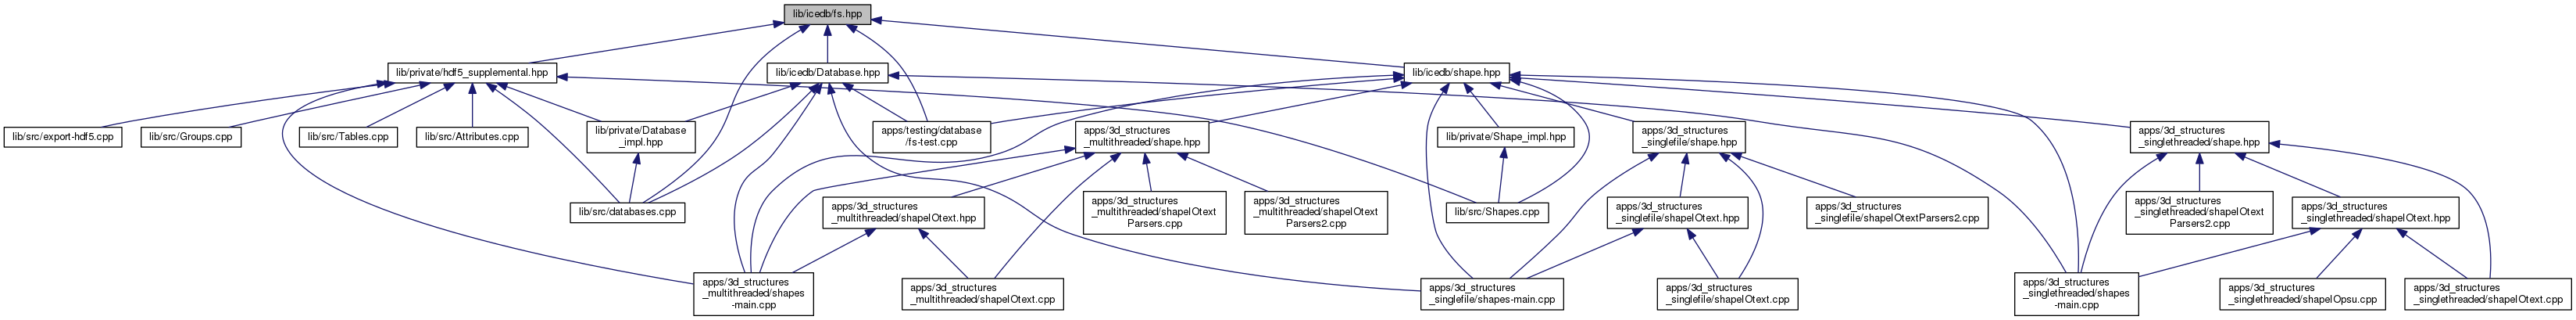 lib/icedb/fs.hpp
lib/private/hdf5_supplemental.hpp
lib/icedb/Database.hpp
lib/icedb/shape.hpp
lib/src/export-hdf5.cpp
lib/src/Groups.cpp
lib/src/Tables.cpp
lib/src/Attributes.cpp
lib/private/Database
_impl.hpp
apps/testing/database
/fs-test.cpp
apps/3d_structures
_multithreaded/shape.hpp
lib/private/Shape_impl.hpp
apps/3d_structures
_singlefile/shape.hpp
apps/3d_structures
_singlethreaded/shape.hpp
lib/src/databases.cpp
apps/3d_structures
_multithreaded/shapeIOtext.hpp
apps/3d_structures
_multithreaded/shapeIOtext
Parsers.cpp
apps/3d_structures
_multithreaded/shapeIOtext
Parsers2.cpp
lib/src/Shapes.cpp
apps/3d_structures
_singlefile/shapeIOtext.hpp
apps/3d_structures
_singlefile/shapeIOtextParsers2.cpp
apps/3d_structures
_singlethreaded/shapeIOtext
Parsers2.cpp
apps/3d_structures
_singlethreaded/shapeIOtext.hpp
apps/3d_structures
_multithreaded/shapes
-main.cpp
apps/3d_structures
_multithreaded/shapeIOtext.cpp
apps/3d_structures
_singlefile/shapes-main.cpp
apps/3d_structures
_singlefile/shapeIOtext.cpp
apps/3d_structures
_singlethreaded/shapes
-main.cpp
apps/3d_structures
_singlethreaded/shapeIOpsu.cpp
apps/3d_structures
_singlethreaded/shapeIOtext.cpp